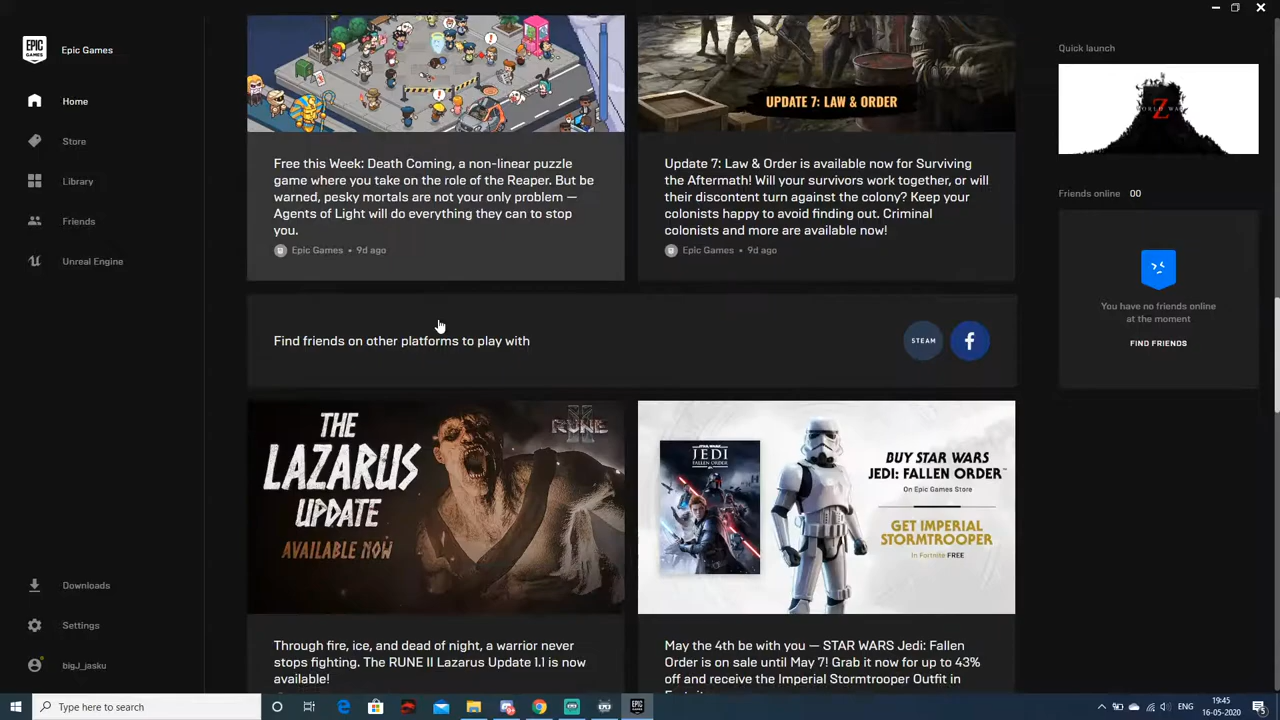 EPIC GAMES
Epic Games
Home
Store
Library
Friends
Unreal Engine
Downloads
Settings
bigJ_jasku
UPDATE 7: LAW & ORDER
Free this Week: Death Coming, a non-linear puzzle
game where you take on the role of the Reaper. But be
warned, pesky mortals are not your only problem —
Agents of Light will do everything they can to stop
you.
Epic Games • 9d ago
Update 7: Law & Order is available now for Surviving
the Aftermath! Will your survivors work together, or will
their discontent turn against the colony? Keep your
colonists happy to avoid finding out. Criminal
colonists and more are available now!
Epic Games • 9d ago
Find friends on other platforms to play with
STEAM
f
THE
LAZARUS
UPDATE
AVAILABLE NOW
RUNE
II
STAR WARS
JEDI
FALLEN ORDER
BUY STAR WARS
JEDI: FALLEN ORDER™
On Epic Games Store
GET IMPERIAL
STORMTROOPER
In Fortnite FREE
Through fire, ice, and dead of night, a warrior never
stops fighting. The RUNE II Lazarus Update 1.1 is now
available!
May the 4th be with you — STAR WARS Jedi: Fallen
Order is on sale until May 7! Grab it now for up to 43%
off and receive the Imperial Stormtrooper Outfit in
Quick launch
WORLD WAR
Z
Friends online 00
You have no friends online
at the moment
FIND FRIENDS
Type here to search
ENG
19:45
16-05-2020